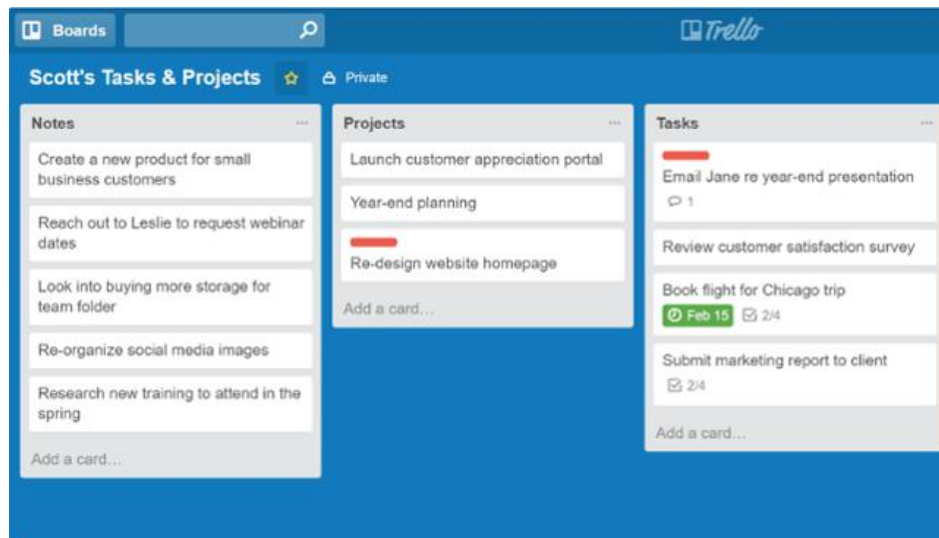 Boards
Trello
Scott's Tasks & Projects
Private
Notes
Create a new product for small
business customers
Reach out to Leslie to request webinar
dates
Look into buying more storage for
team folder
Re-organize social media images
Research new training to attend in the
spring
Add a card...
Projects
Launch customer appreciation portal
Year-end planning
Re-design website homepage
Add a card...
Tasks
Email Jane re year-end presentation
1
Review customer satisfaction survey
Book flight for Chicago trip
Feb 15 2/4
Submit marketing report to client
2/4
Add a card...